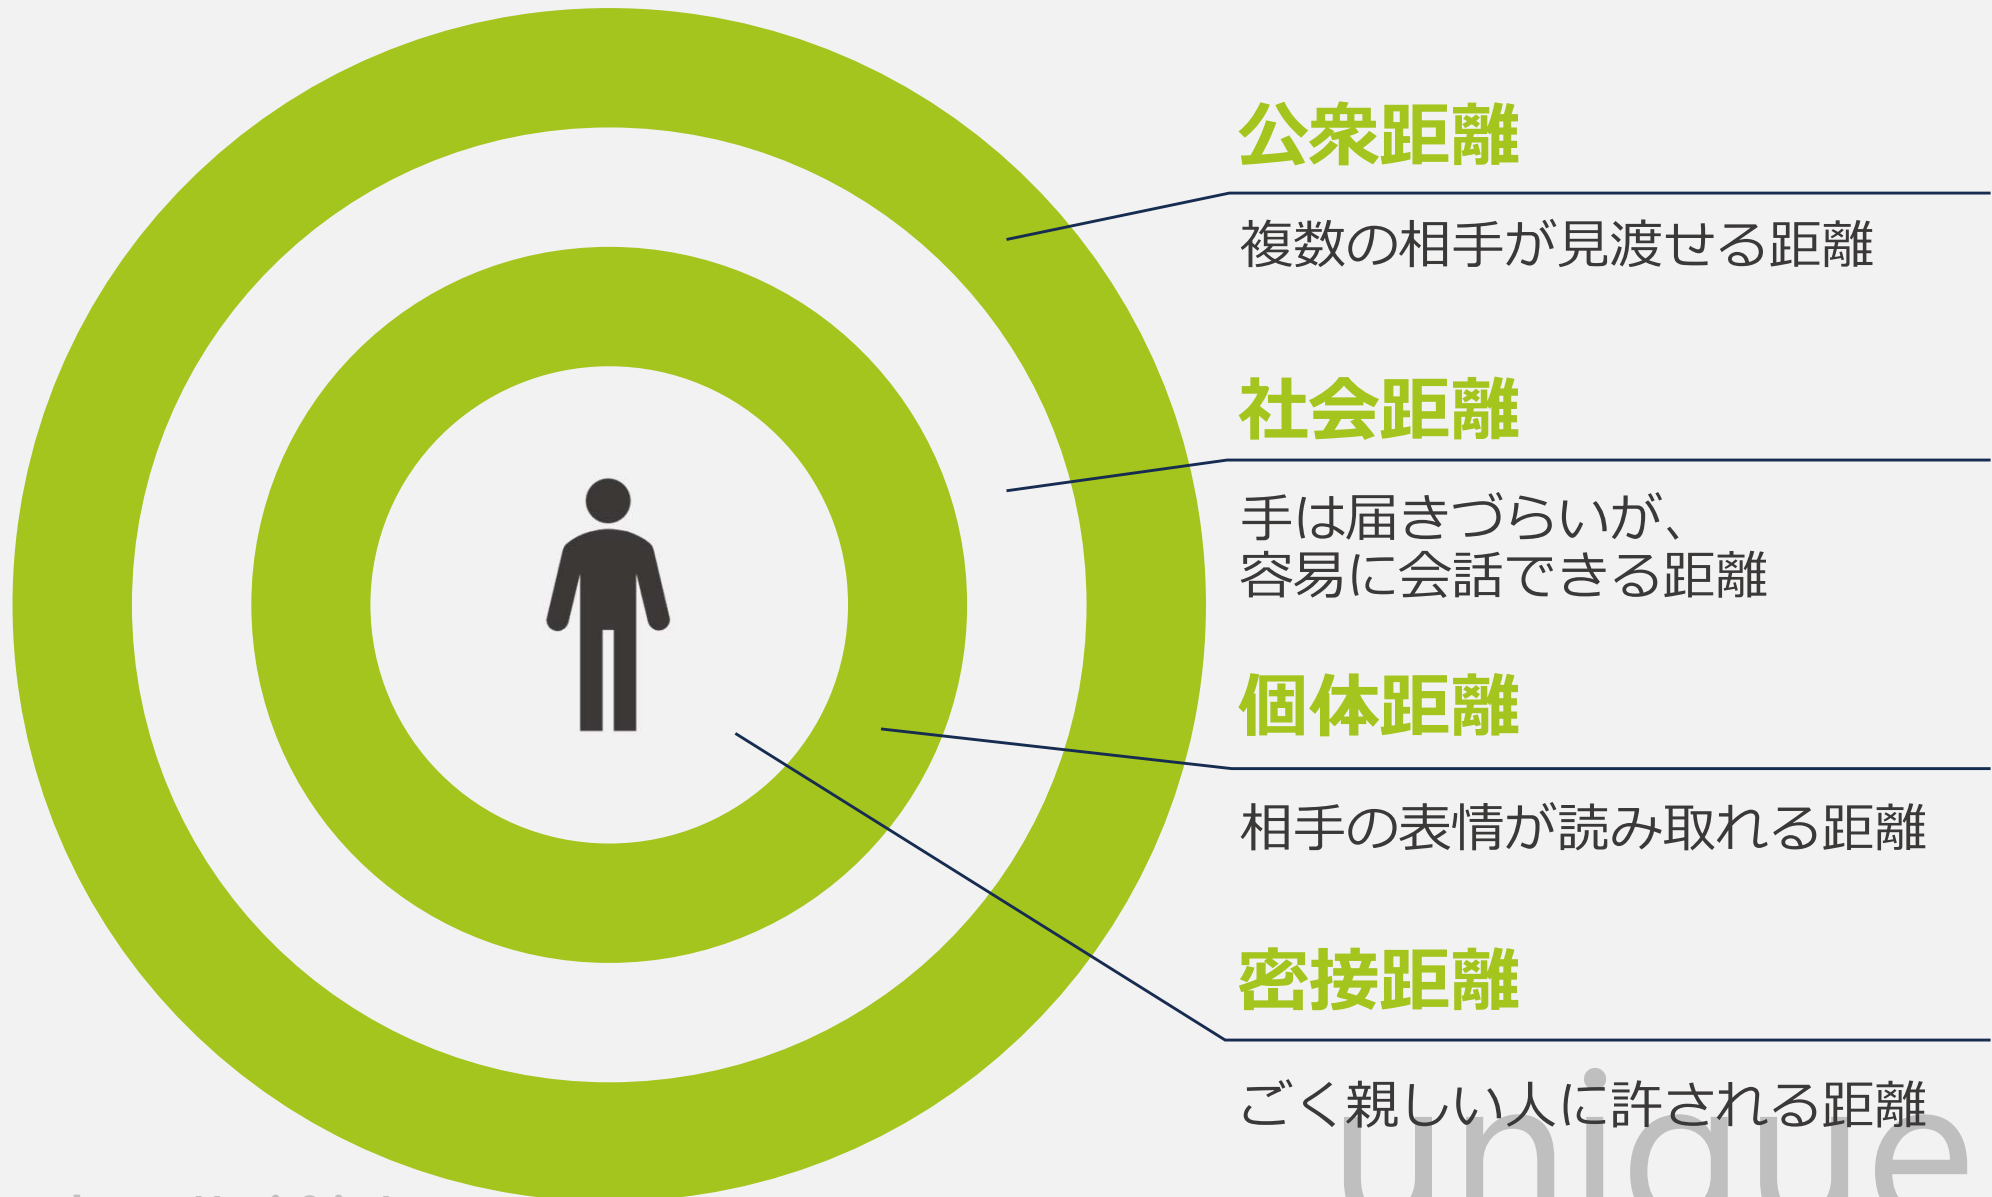 公衆距離
複数の相手が見渡せる距離
社会距離
手は届きづらいが、
容易に会話できる距離
個体距離
相手の表情が読み取れる距離
密接距離
ごく親しい人に許される距離
unique